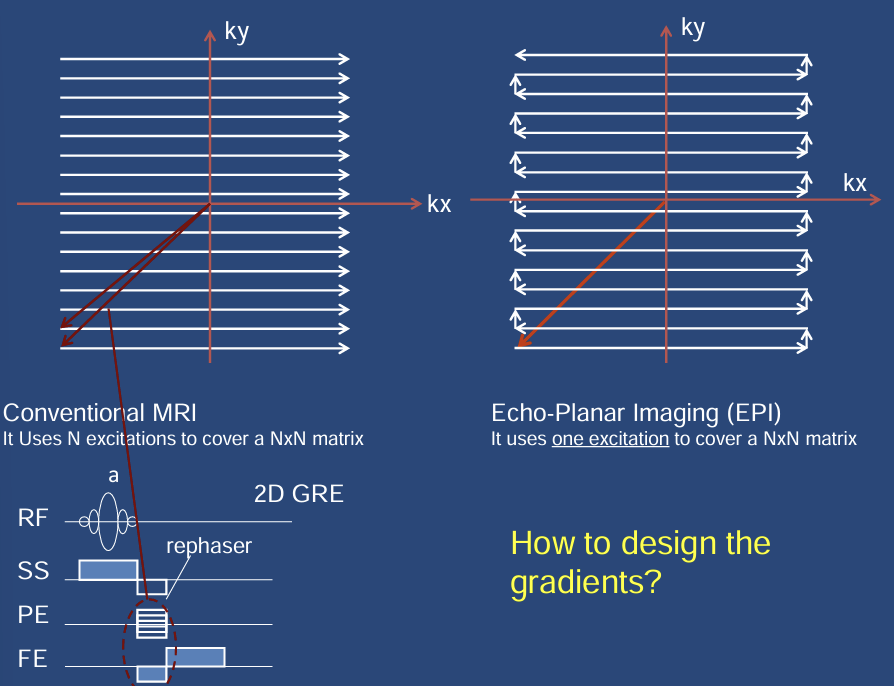 ky
kx
ky
kx
Conventional MRI
It Uses N excitations to cover a NxN matrix
Echo-Planar Imaging (EPI)
It uses one excitation to cover a NxN matrix
a
2D GRE
RF
rephaser
SS
PE
FE
How to design the
gradients?